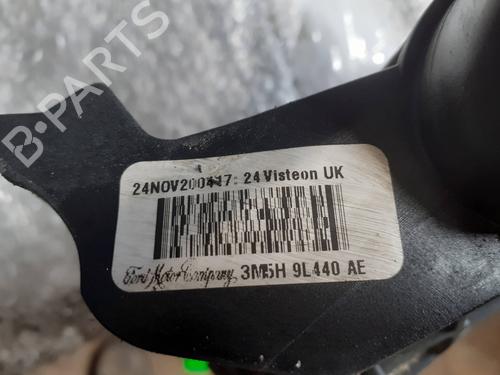 B-PARTS
24NOV200417:24 Visteon UK
Ford Motor Company 3M5H 9L440 AE